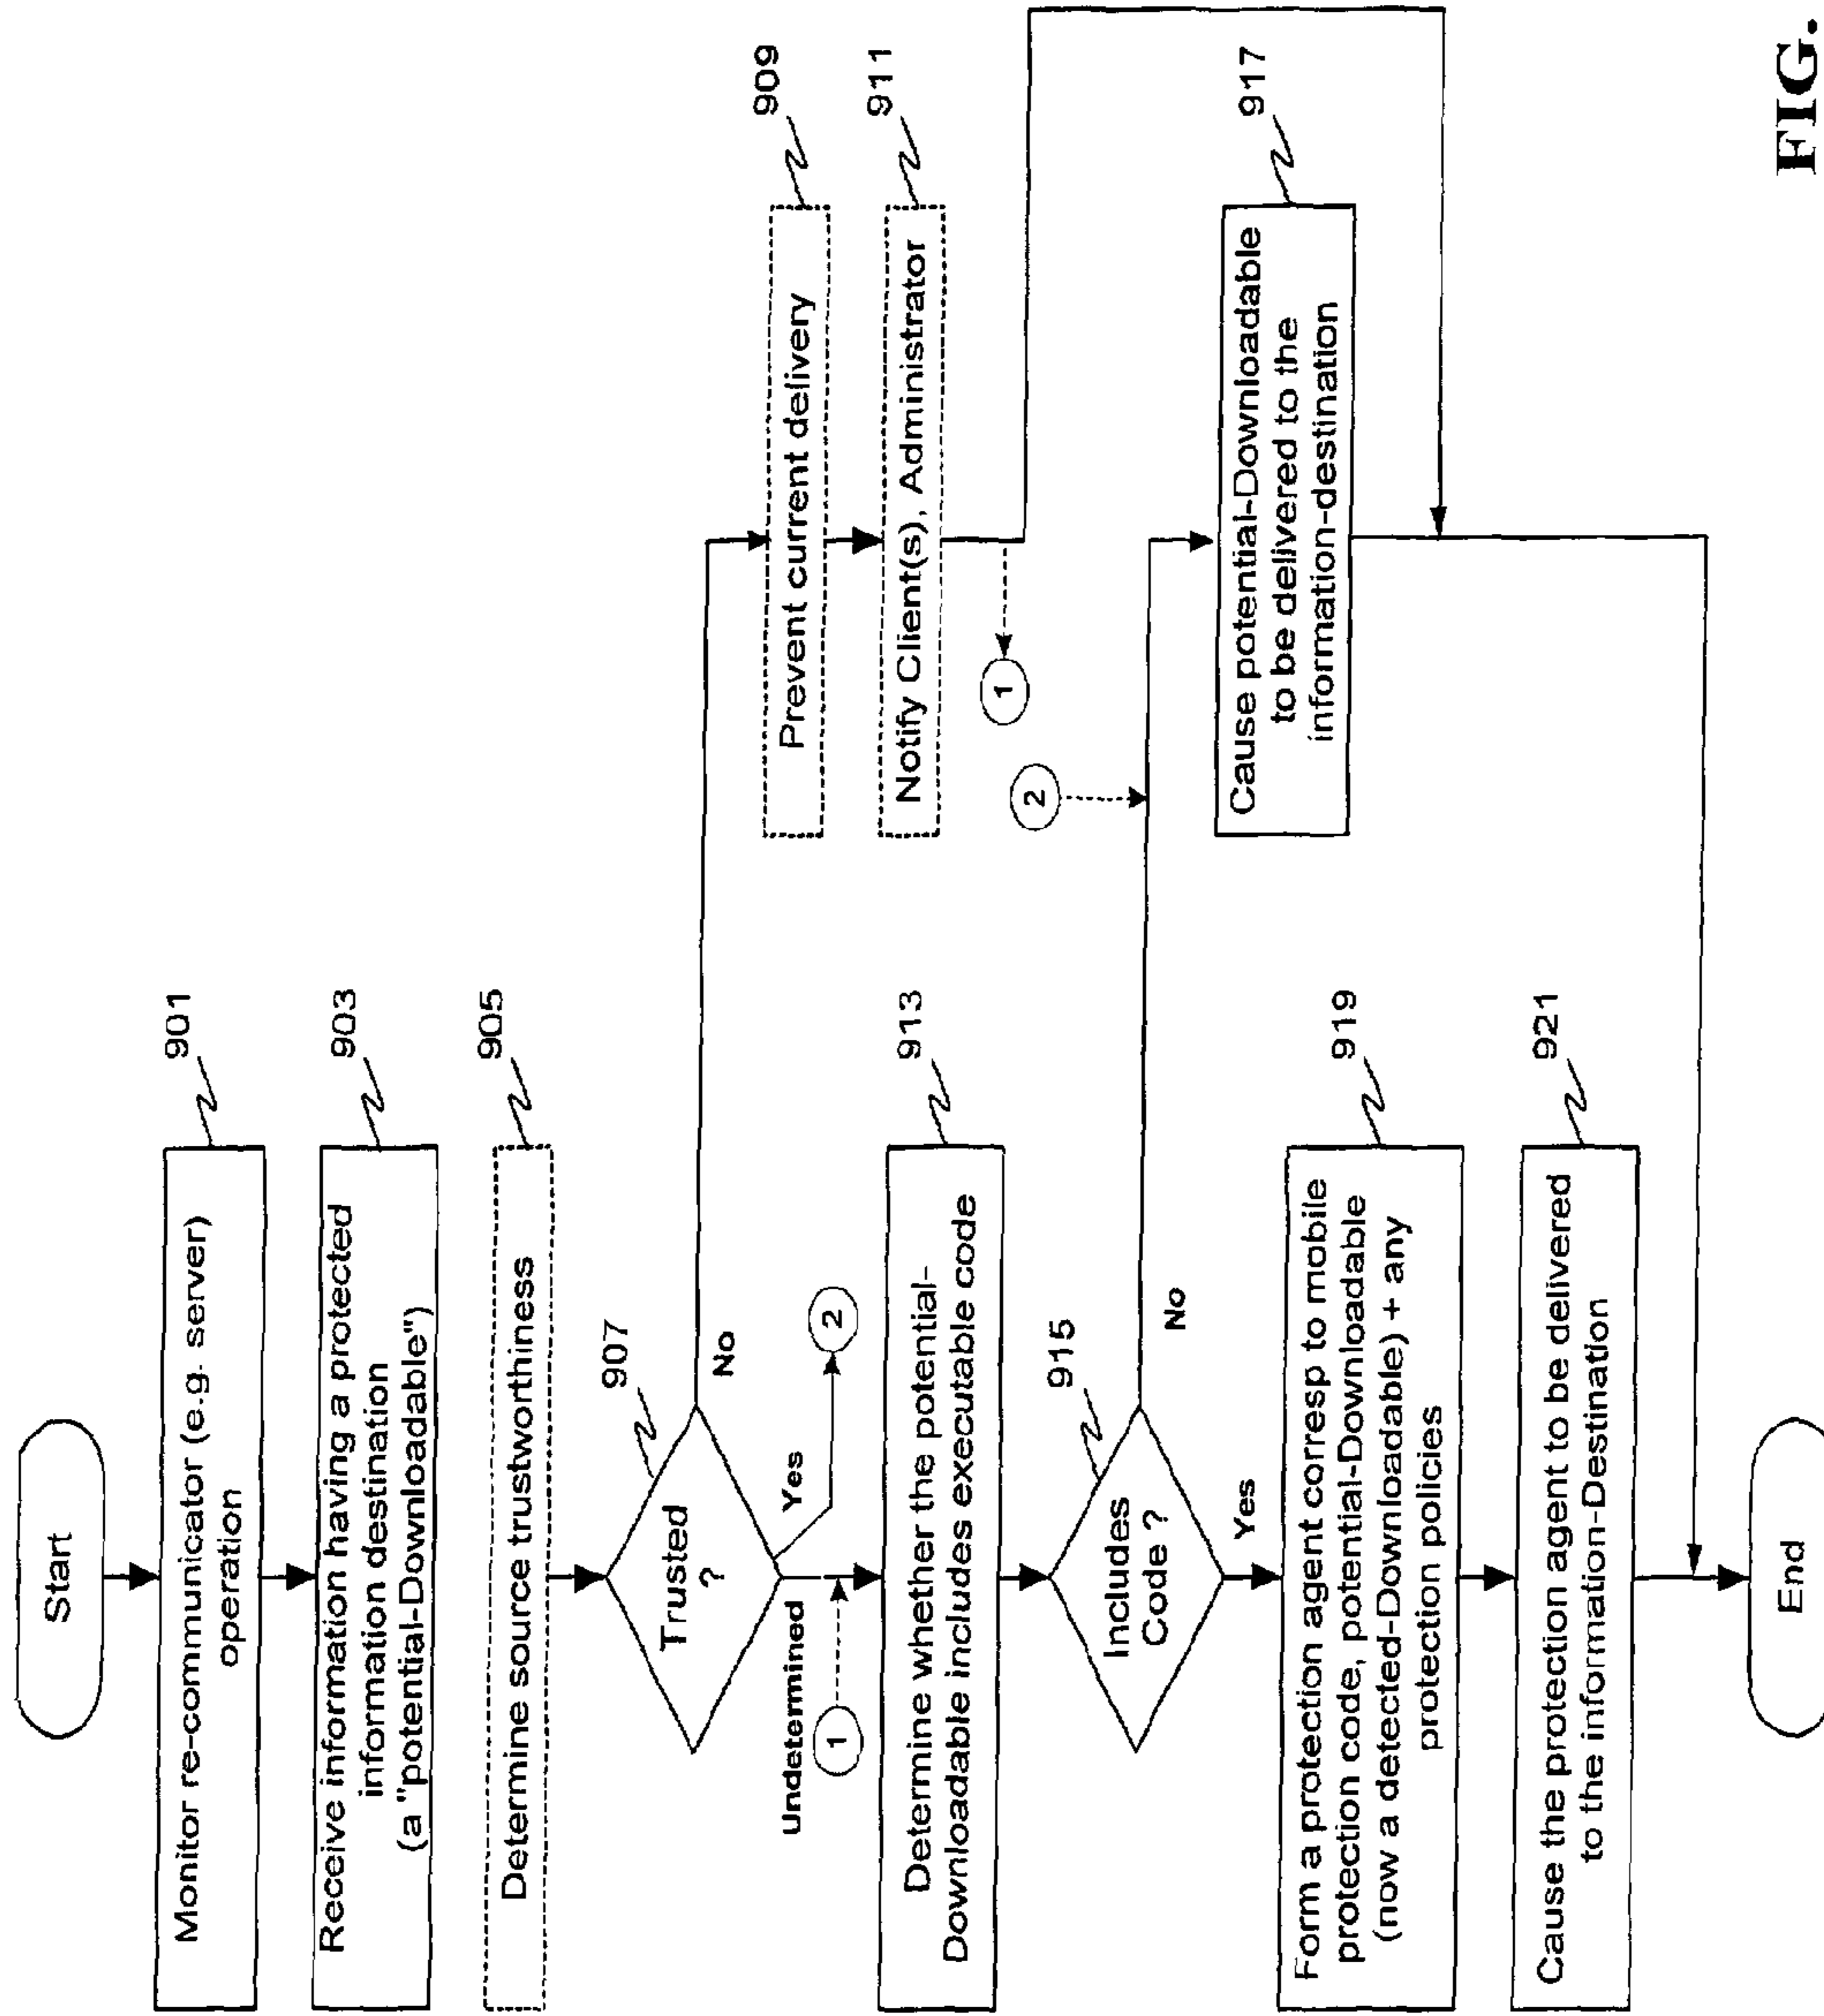 Start
Monitor re-communicator (e.g. server)
operation
901
Receive information having a protected
information destination
(a "potential-Downloadable")
903
Determine source trustworthiness
905
Trusted
?
907
No
Yes
2
Undetermined
1
Prevent current delivery
909
Notify Client(s), Administrator
911
1
Determine whether the potential-
Downloadable includes executable code
913
Includes
Code ?
915
No
Yes
2
Cause potential-Downloadable
to be delivered to the
information-destination
917
Form a protection agent corresp to mobile
protection code, potential-Downloadable
(now a detected-Downloadable) + any
protection policies
919
Cause the protection agent to be delivered
to the information-Destination
921
End
FIG.